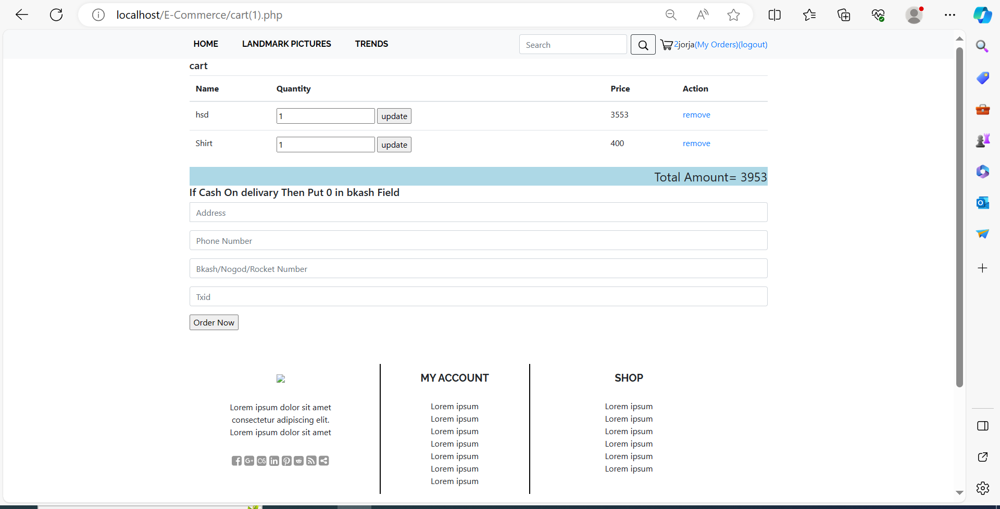 localhost/E-Commerce/cart(1).php
HOME LANDMARK PICTURES TRENDS Search 2jorja(My Orders)(logout)
cart
Name Quantity Price Action
hsd 1 update 3553 remove
Shirt 1 update 400 remove
Total Amount= 3953
If Cash On delivary Then Put 0 in bkash Field
Address
Phone Number
Bkash/Nogod/Rocket Number
Txid
Order Now
Lorem ipsum dolor sit amet
consectetur adipiscing elit.
Lorem ipsum dolor sit amet
MY ACCOUNT
Lorem ipsum
Lorem ipsum
Lorem ipsum
Lorem ipsum
Lorem ipsum
Lorem ipsum
Lorem ipsum
SHOP
Lorem ipsum
Lorem ipsum
Lorem ipsum
Lorem ipsum
Lorem ipsum
Lorem ipsum